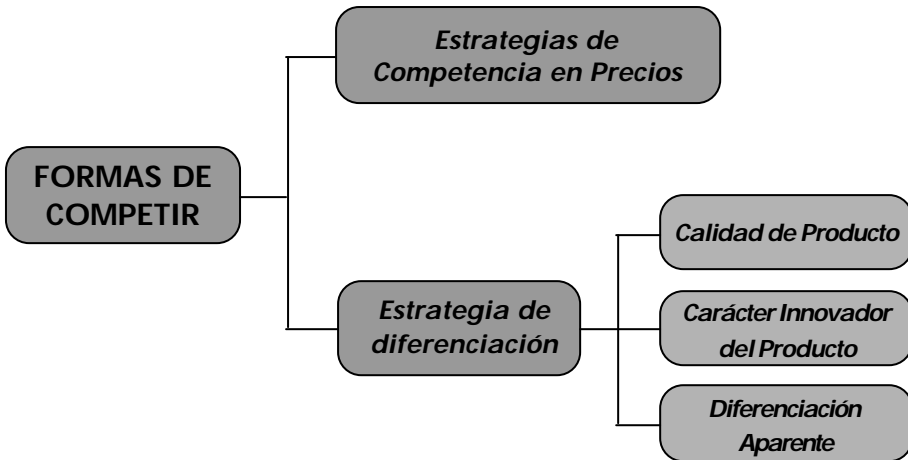 Estrategias de
Competencia en Precios
FORMAS DE
COMPETIR
Estrategia de
diferenciación
Calidad de Producto
Carácter Innovador
del Producto
Diferenciación
Aparente